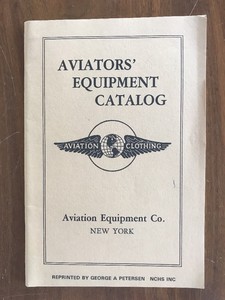 AVIATORS'
EQUIPMENT
CATALOG
AVIATION CLOTHING
Aviation Equipment Co.
NEW YORK
REPRINTED BY GEORGE A PETERSEN NCHS INC